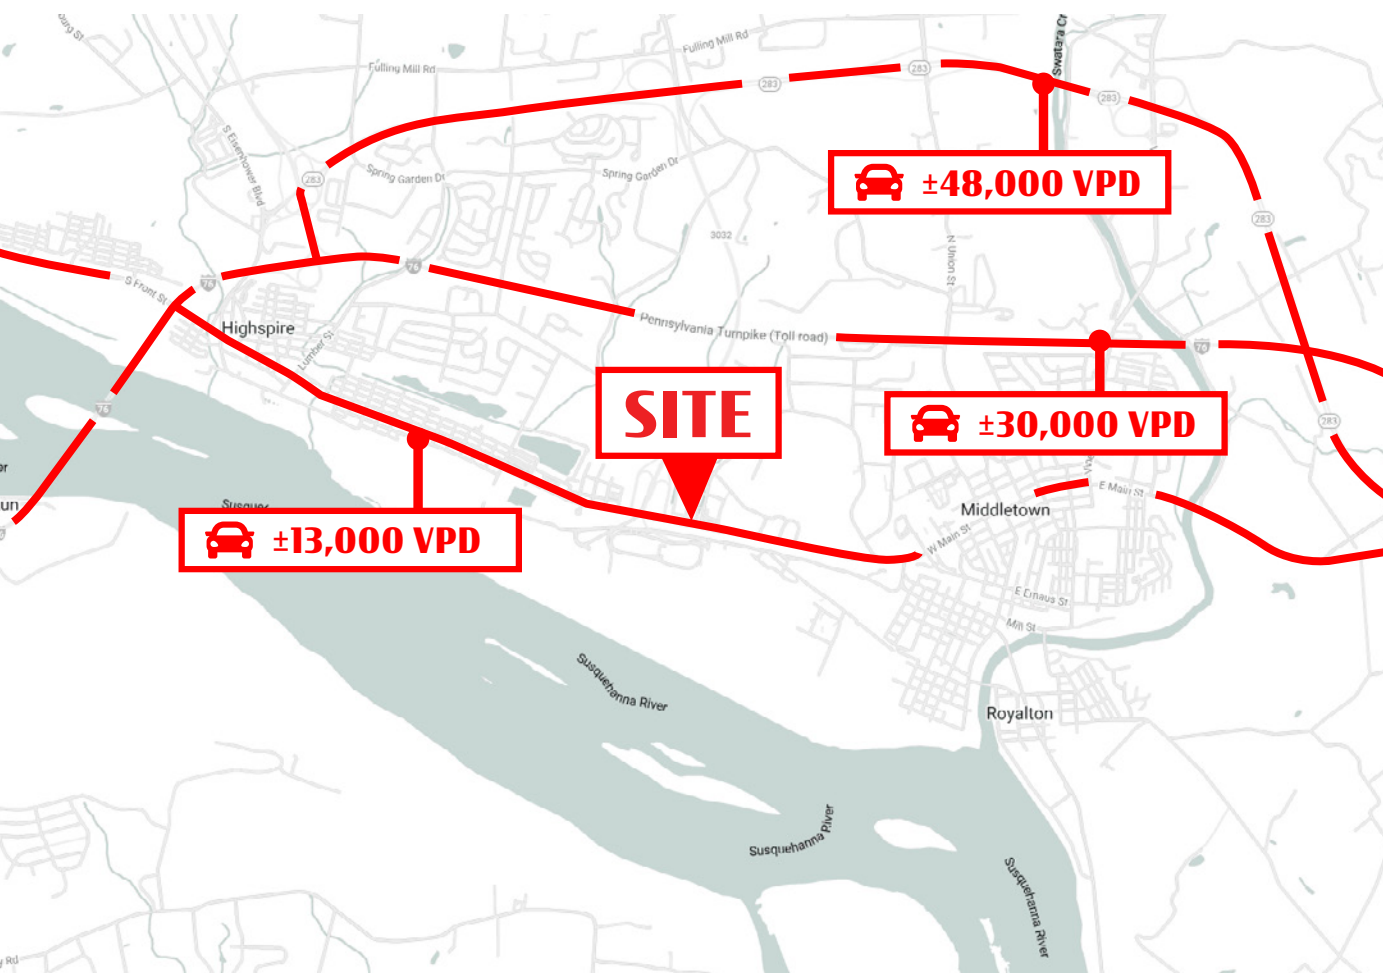 Swatara Cr
Fulling Mill Rd
Fulling Mill Rd
283
283
283
S Eisenhower Blvd
283
Spring Garden Dr
Spring Garden Dr
±48,000 VPD
283
3032
N Union St
76
76
S Front St
Highspire
Lumber St
Pennsylvania Turnpike (Toll road)
76
SITE
76
±30,000 VPD
283
Middletown
E Main St
±13,000 VPD
W Main St
E Emaus St
Mill St
Susquehanna River
Royalton
Susquehanna River
Susquehanna River